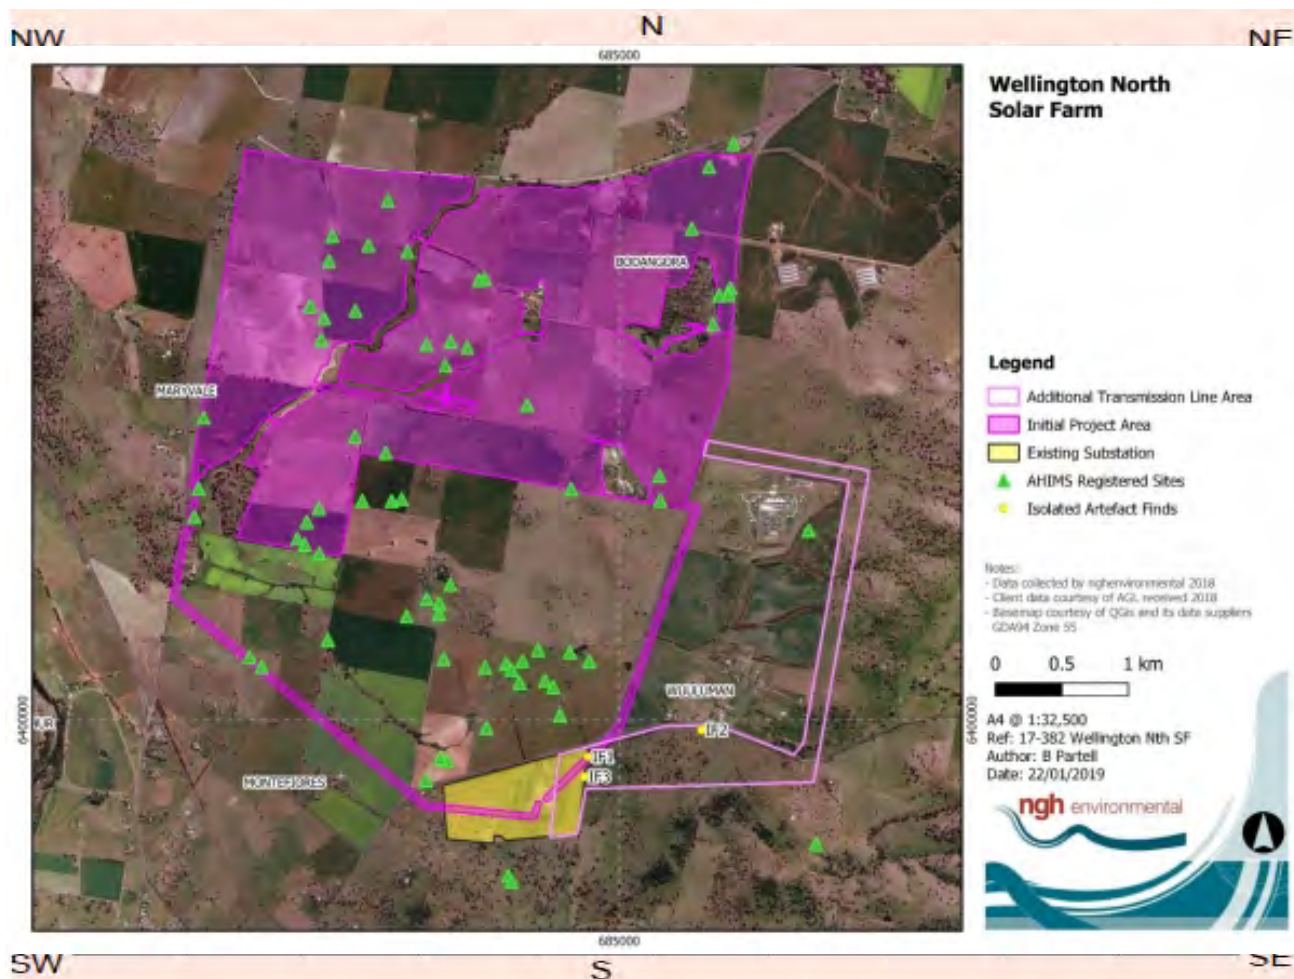 NW
N
NE
685000
Wellington North
Solar Farm
BODANGORA
MARYVALE
Legend
Additional Transmission Line Area
Initial Project Area
Existing Substation
AHIMS Registered Sites
Isolated Artefact Finds
Notes:
- Data collected by nghenvironmental 2018
- Client data courtesy of AGL, received 2018
- Basemap courtesy of QGis and its data suppliers
GDA94 Zone 55
0 0.5 1 km
WUULUMAN
6400000
6400000
UR
IF2
IF1
IF3
MONTEFIORES
A4 @ 1:32,500
Ref: 17-382 Wellington Nth SF
Author: B Partell
Date: 22/01/2019
ngh environmental
685000
SW
S
SE